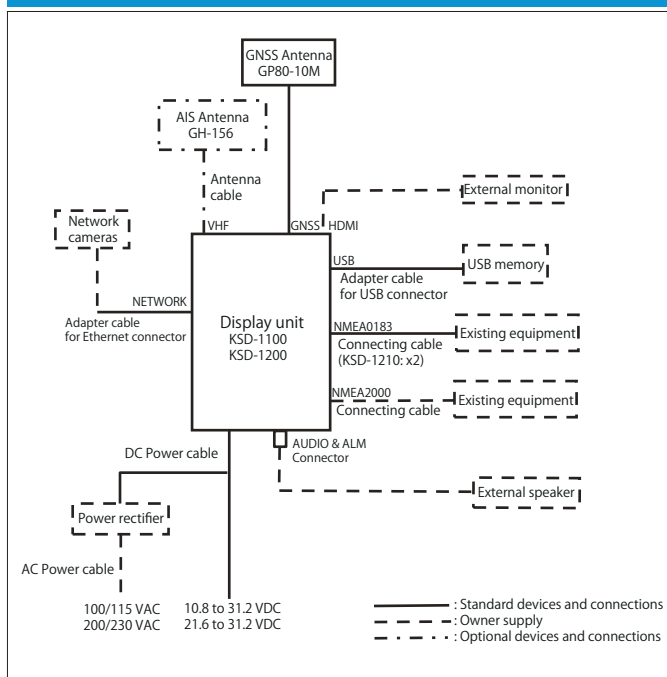 GNSS Antenna
GP80-10M
AIS Antenna
GH-156
Antenna
cable
External monitor
Network
cameras
VHF
GNSS
HDMI
USB
USB memory
Adapter cable
for USB connector
NETWORK
Adapter cable
for Ethernet connector
Display unit
KSD-1100
KSD-1200
NMEA0183
Existing equipment
Connecting cable
(KSD-1210: x2)
NMEA2000
Existing equipment
Connecting cable
DC Power cable
AUDIO & ALM
Connector
External speaker
Power rectifier
AC Power cable
100/115 VAC
200/230 VAC
10.8 to 31.2 VDC
21.6 to 31.2 VDC
: Standard devices and connections
: Owner supply
: Optional devices and connections